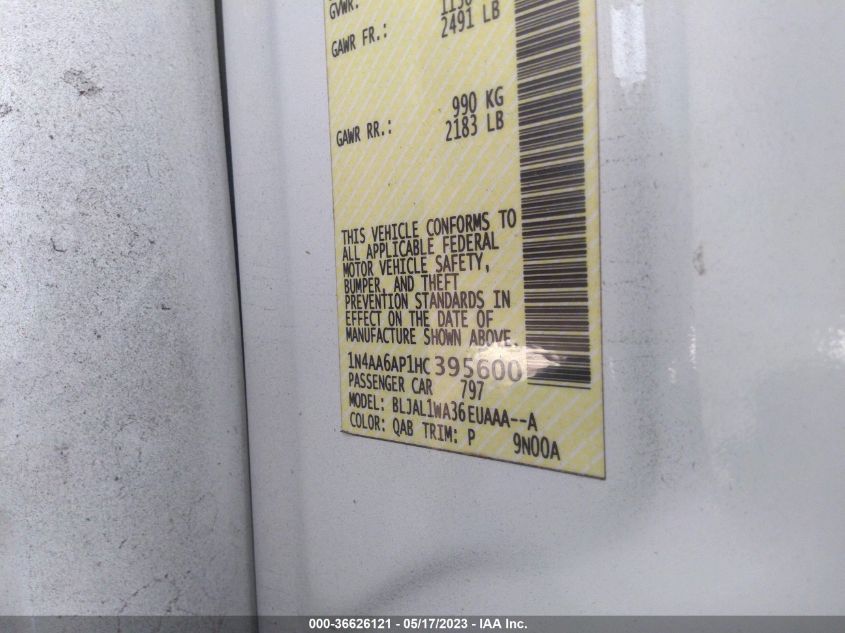 GVWR:
2491 LB
GAWR FR.:
990 KG
GAWR RR.: 2183 LB
THIS VEHICLE CONFORMS TO
ALL APPLICABLE FEDERAL
MOTOR VEHICLE SAFETY,
BUMPER, AND THEFT
PREVENTION STANDARDS IN
EFFECT ON THE DATE OF
MANUFACTURE SHOWN ABOVE.
1N4AA6AP1HC395600
PASSENGER CAR 797
MODEL: BLJAL1WA36EUAAA--A
COLOR: QAB TRIM: P 9N00A
000-36626121 - 05/17/2023 - IAA Inc.